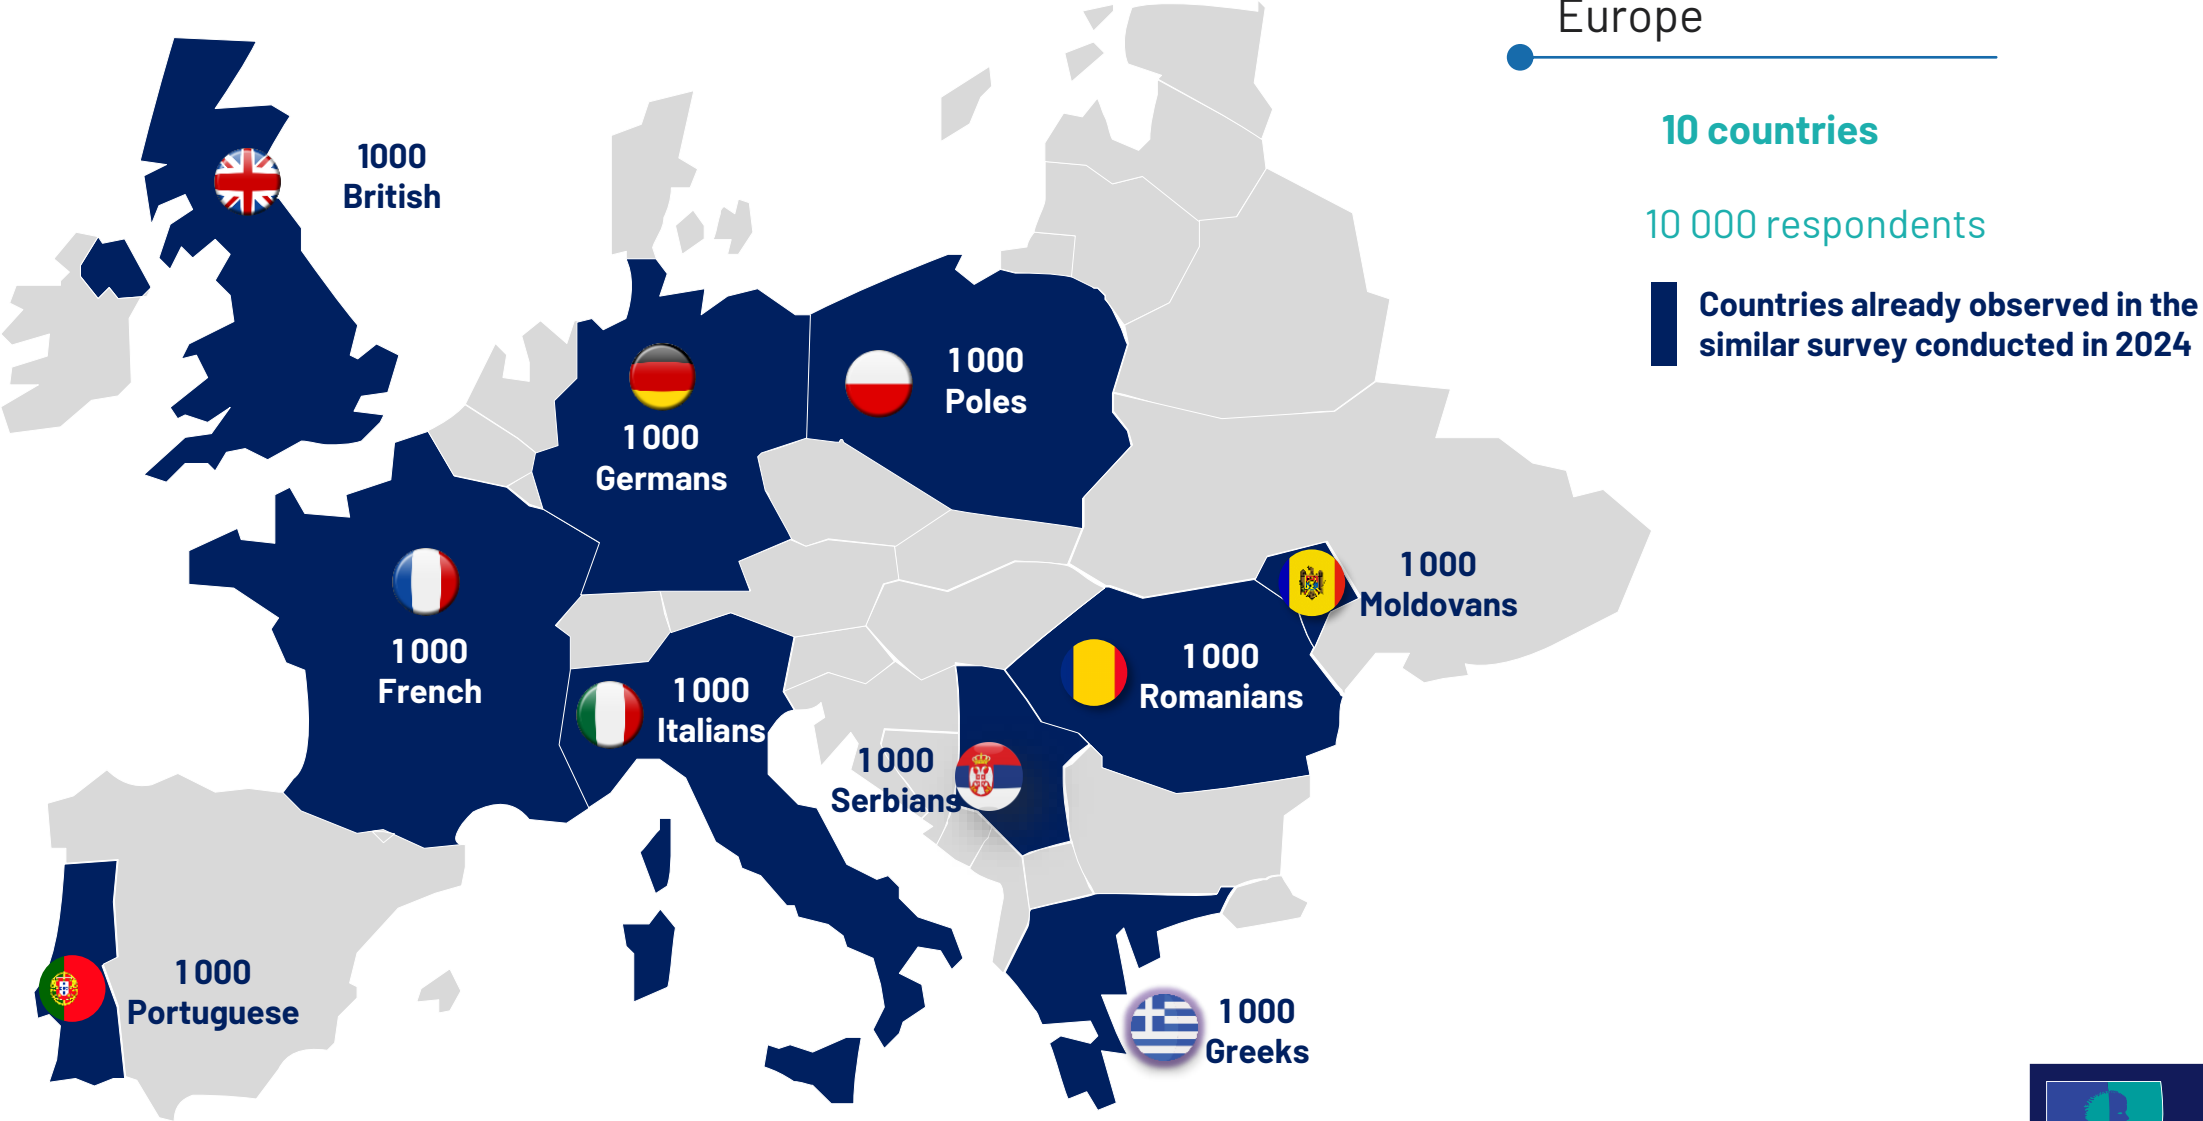 Europe
10 countries
10 000 respondents
Countries already observed in the
similar survey conducted in 2024
1000
British
1 000
Poles
1 000
Germans
1 000
Moldovans
1 000
French
1 000
Romanians
1 000
Italians
1 000
Serbians
1 000
Portuguese
1 000
Greeks